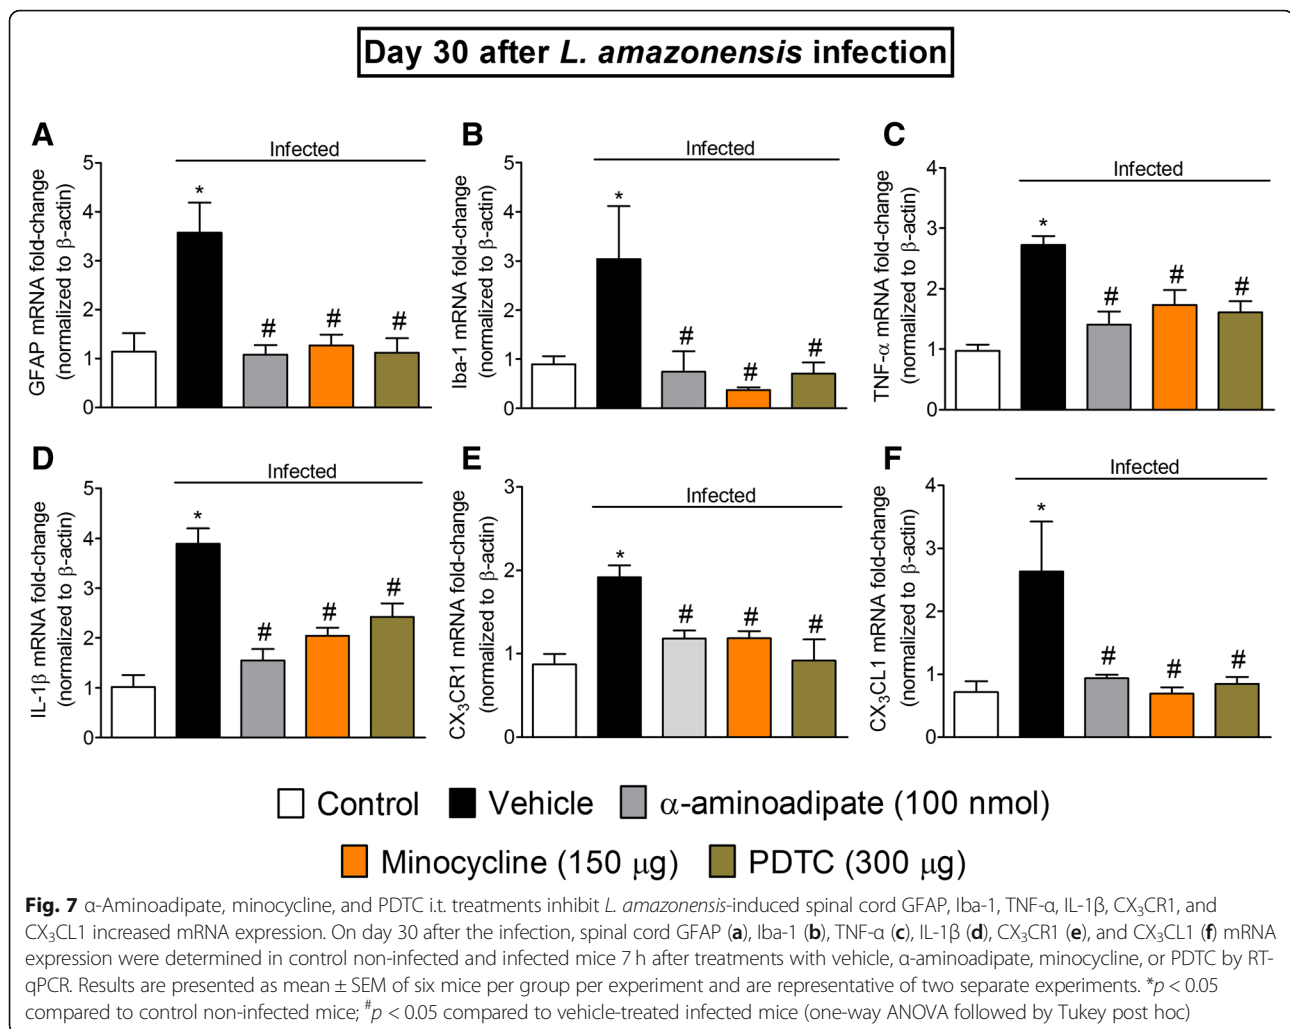 Day 30 after L. amazonensis infection
A
Infected
GFAP mRNA fold-change
(normalized to β-actin)
5
4
3
2
1
0
*
#
#
#
B
Infected
Iba-1 mRNA fold-change
(normalized to β-actin)
5
4
3
2
1
0
*
#
#
#
C
Infected
TNF-α mRNA fold-change
(normalized to β-actin)
4
3
2
1
0
*
#
#
#
D
Infected
IL-1β mRNA fold-change
(normalized to β-actin)
5
4
3
2
1
0
*
#
#
#
E
Infected
CX₃CR1 mRNA fold-change
(normalized to β-actin)
3
2
1
0
*
#
#
#
F
Infected
CX₃CL1 mRNA fold-change
(normalized to β-actin)
4
3
2
1
0
*
#
#
#
Control Vehicle α-aminoadipate (100 nmol)
Minocycline (150 μg) PDTC (300 μg)
Fig. 7 α-Aminoadipate, minocycline, and PDTC i.t. treatments inhibit L. amazonensis-induced spinal cord GFAP, Iba-1, TNF-α, IL-1β, CX₃CR1, and
CX₃CL1 increased mRNA expression. On day 30 after the infection, spinal cord GFAP (a), Iba-1 (b), TNF-α (c), IL-1β (d), CX₃CR1 (e), and CX₃CL1 (f) mRNA
expression were determined in control non-infected and infected mice 7 h after treatments with vehicle, α-aminoadipate, minocycline, or PDTC by RT-
qPCR. Results are presented as mean ± SEM of six mice per group per experiment and are representative of two separate experiments. *p < 0.05
compared to control non-infected mice; #p < 0.05 compared to vehicle-treated infected mice (one-way ANOVA followed by Tukey post hoc)